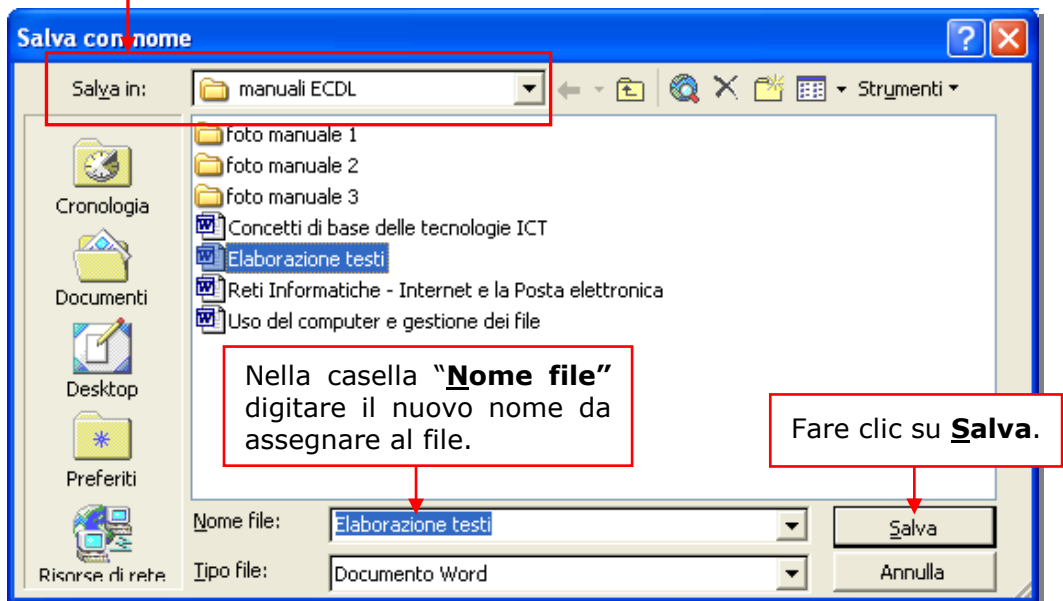 Salva con nome
Salva in:
manuali ECDL
Strumenti
foto manuale 1
foto manuale 2
foto manuale 3
Concetti di base delle tecnologie ICT
Elaborazione testi
Reti Informatiche - Internet e la Posta elettronica
Uso del computer e gestione dei file
Cronologia
Documenti
Desktop
Preferiti
Risorse di rete
Nella casella “Nome file”
digitare il nuovo nome da
assegnare al file.
Fare clic su Salva.
Nome file:
Elaborazione testi
Salva
Tipo file:
Documento Word
Annulla